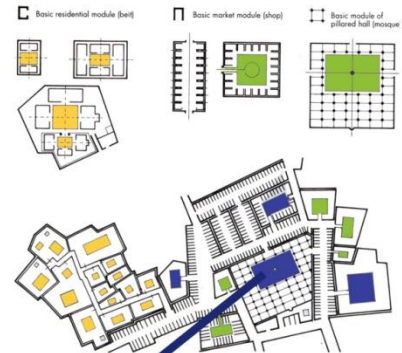 Basic residential module (beit)
Basic market module (shop)
Basic module of
pillared hall (mosque)